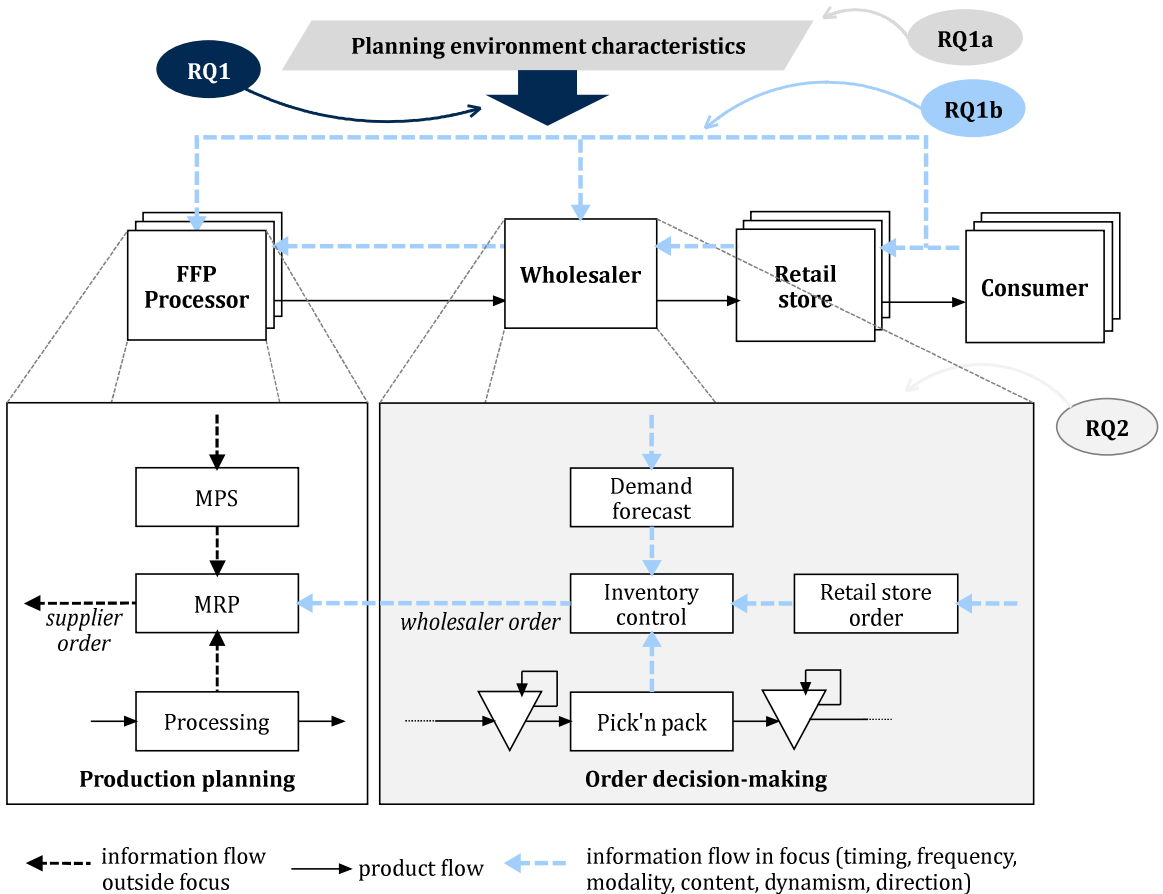 Planning environment characteristics
RQ1a
RQ1
RQ1b
FFP
Processor
Wholesaler
Retail
store
Consumer
RQ2
MPS
Demand
forecast
MRP
Inventory
control
Retail store
order
supplier
order
wholesaler order
Processing
Pick'n pack
Production planning
Order decision-making
information flow
outside focus
product flow
information flow in focus (timing, frequency,
modality, content, dynamism, direction)